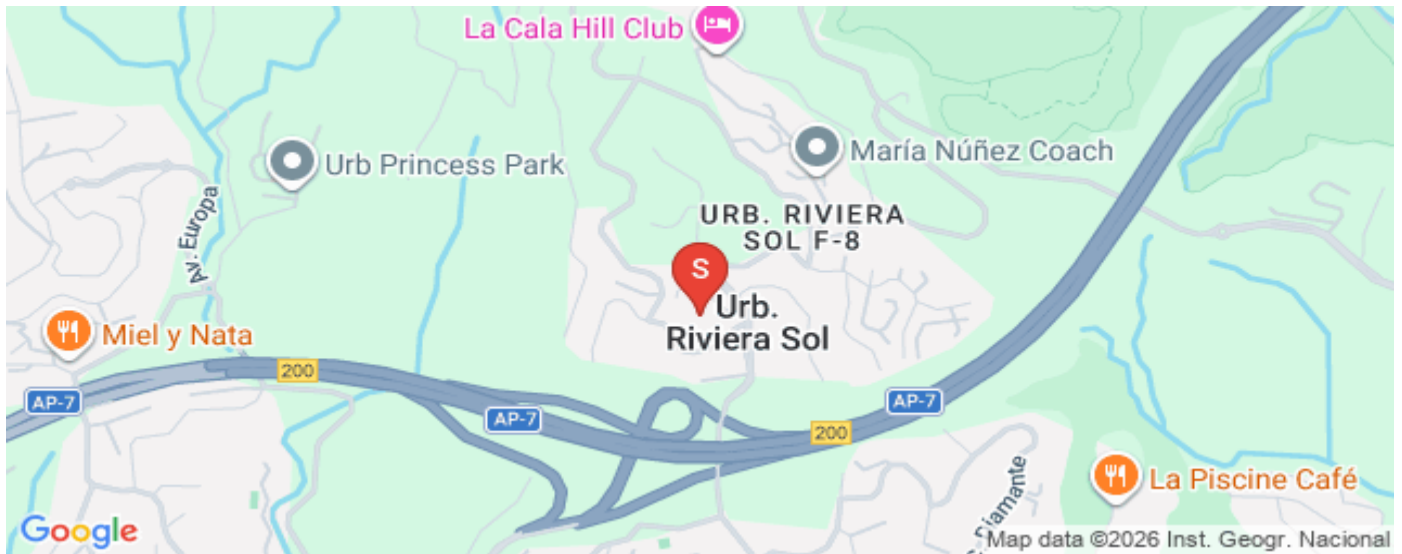 La Cala Hill Club
Urb Princess Park
María Núñez Coach
Av. Europa
URB. RIVIERA
SOL F-8
S
Urb.
Riviera Sol
Miel y Nata
200
AP-7
AP-7
AP-7
200
Diamante
La Piscine Café
Google
Map data ©2026 Inst. Geogr. Nacional